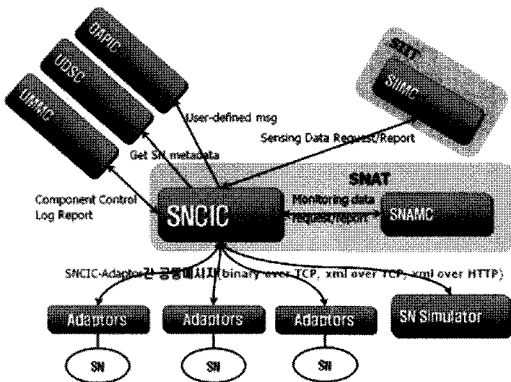 OAPIC
UDSC
UMMC
SIIT
SIIMC
User-defined msg
Sensing Data Request/Report
Get SN metadata
SNAT
Component Control
Log Report
SNCIC
Monitoring data
request/report
SNAMC
SNCIC-Adaptor간 공통메시지(binary over TCP, xml over TCP, xml over HTTP)
Adaptors
Adaptors
Adaptors
SN Simulator
SN
SN
SN